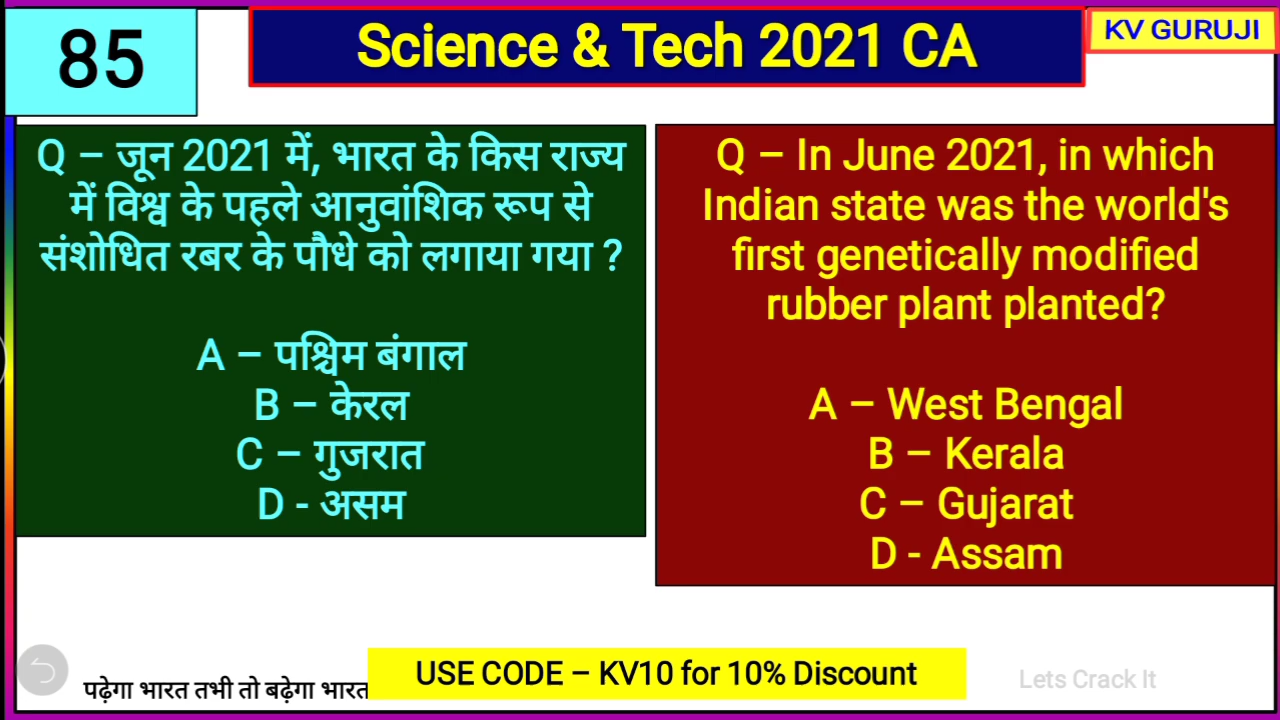 85
Science & Tech 2021 CA
KV GURUJI
Q – जून 2021 में, भारत के किस राज्य
में विश्व के पहले आनुवांशिक रूप से
संशोधित रबर के पौधे को लगाया गया ?
A – पश्चिम बंगाल
B – केरल
C – गुजरात
D - असम
Q – In June 2021, in which
Indian state was the world's
first genetically modified
rubber plant planted?
A – West Bengal
B – Kerala
C – Gujarat
D - Assam
पढ़ेगा भारत तभी तो बढ़ेगा भारत
USE CODE – KV10 for 10% Discount
Lets Crack It